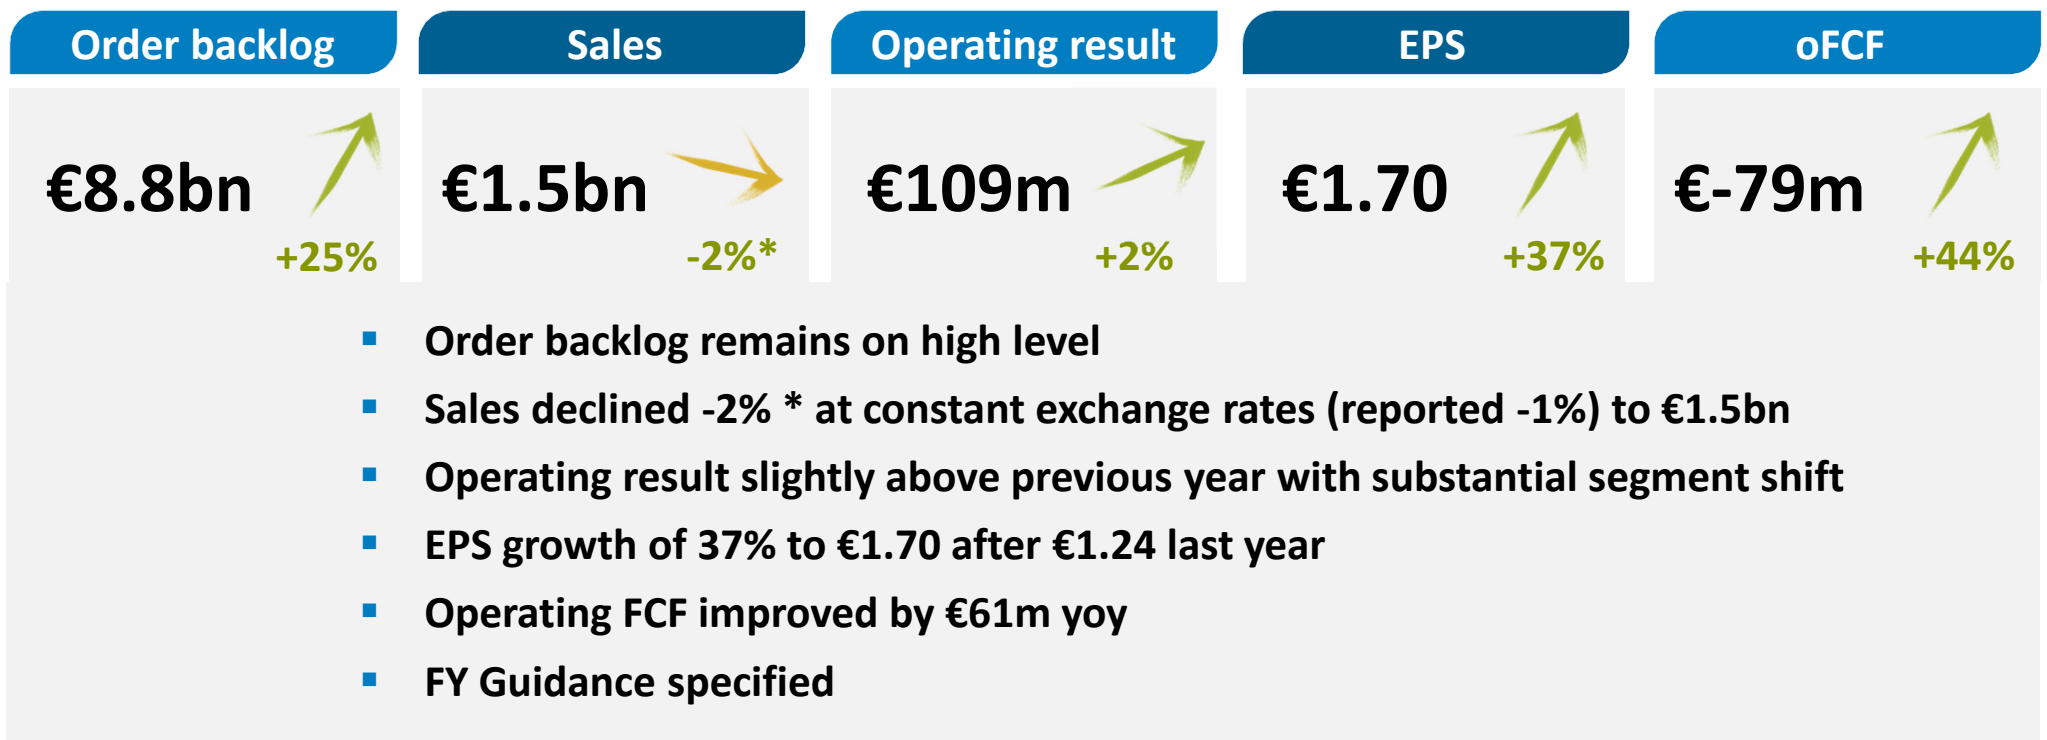 Order backlog
Sales
Operating result
EPS
oFCF
€8.8bn
+25%
€1.5bn
-2%*
€109m
+2%
€1.70
+37%
€-79m
+44%
▪ Order backlog remains on high level
▪ Sales declined -2% * at constant exchange rates (reported -1%) to €1.5bn
▪ Operating result slightly above previous year with substantial segment shift
▪ EPS growth of 37% to €1.70 after €1.24 last year
▪ Operating FCF improved by €61m yoy
▪ FY Guidance specified